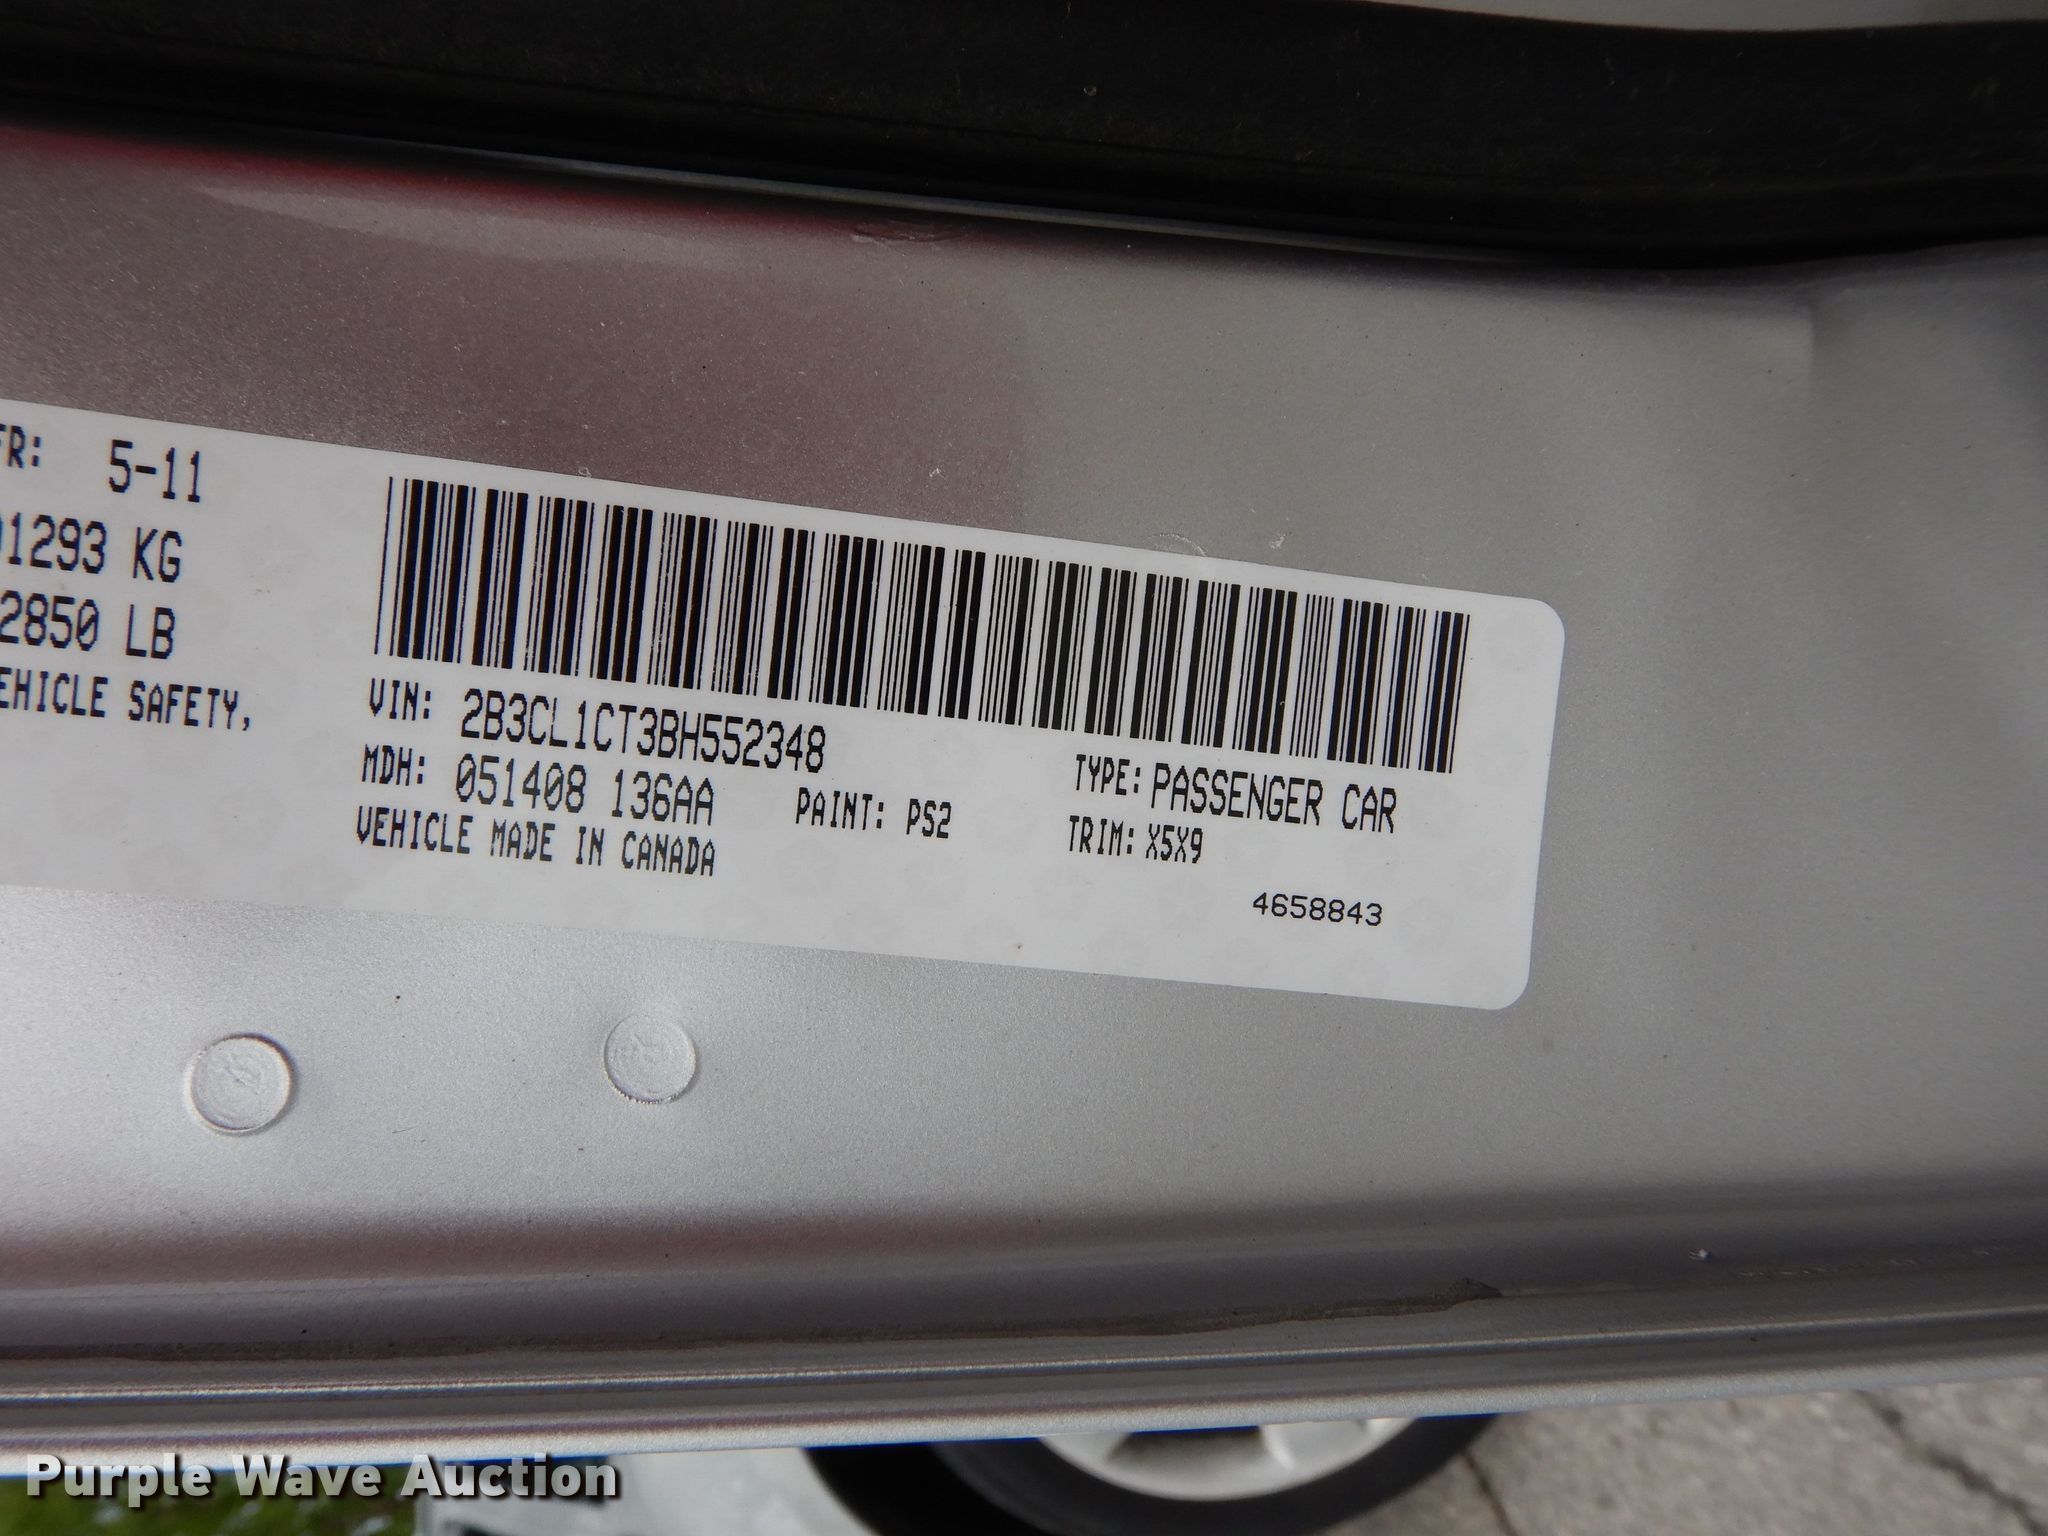 FR: 5-11
1293 KG
2850 LB
EHICLE SAFETY,
VIN: 2B3CL1CT3BH552348
MDH: 051408 136AA
PAINT: PS2
VEHICLE MADE IN CANADA
TYPE: PASSENGER CAR
TRIM: X5X9
4658843
Purple Wave Auction